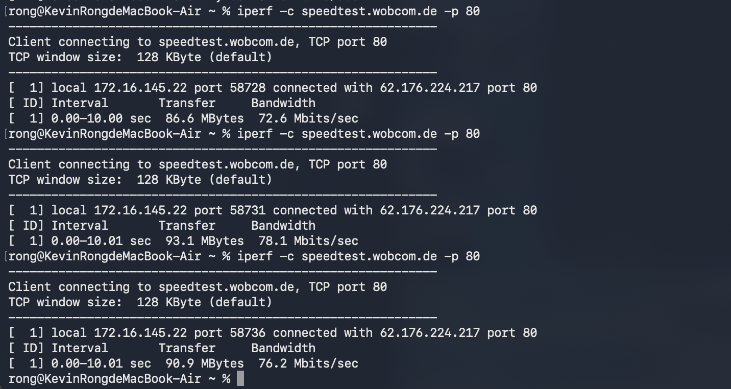 [rong@KevinRongdeMacBook-Air ~ % iperf -c speedtest.wobcom.de -p 80
------------------------------------------------------------
Client connecting to speedtest.wobcom.de, TCP port 80
TCP window size:  128 KByte (default)
------------------------------------------------------------
[  1] local 172.16.145.22 port 58728 connected with 62.176.224.217 port 80
[ ID] Interval       Transfer     Bandwidth
[  1] 0.00-10.00 sec  86.6 MBytes  72.6 Mbits/sec
[rong@KevinRongdeMacBook-Air ~ % iperf -c speedtest.wobcom.de -p 80
------------------------------------------------------------
Client connecting to speedtest.wobcom.de, TCP port 80
TCP window size:  128 KByte (default)
------------------------------------------------------------
[  1] local 172.16.145.22 port 58731 connected with 62.176.224.217 port 80
[ ID] Interval       Transfer     Bandwidth
[  1] 0.00-10.01 sec  93.1 MBytes  78.1 Mbits/sec
[rong@KevinRongdeMacBook-Air ~ % iperf -c speedtest.wobcom.de -p 80
------------------------------------------------------------
Client connecting to speedtest.wobcom.de, TCP port 80
TCP window size:  128 KByte (default)
------------------------------------------------------------
[  1] local 172.16.145.22 port 58736 connected with 62.176.224.217 port 80
[ ID] Interval       Transfer     Bandwidth
[  1] 0.00-10.01 sec  90.9 MBytes  76.2 Mbits/sec
rong@KevinRongdeMacBook-Air ~ %